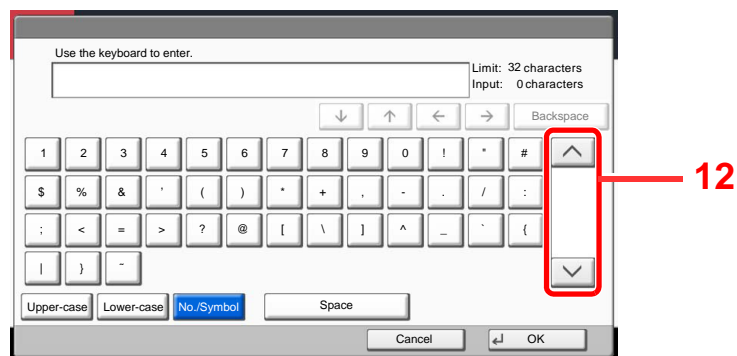 Use the keyboard to enter.
Limit: 32 characters
Input: 0 characters
↓ ↑ ← → Backspace
1 2 3 4 5 6 7 8 9 0 ! " #
$ % & ' ( ) * + , - . / :
; < = > ? @ [ \ ] ^ _ ` {
| } ~
12
Upper-case Lower-case No./Symbol Space
Cancel OK